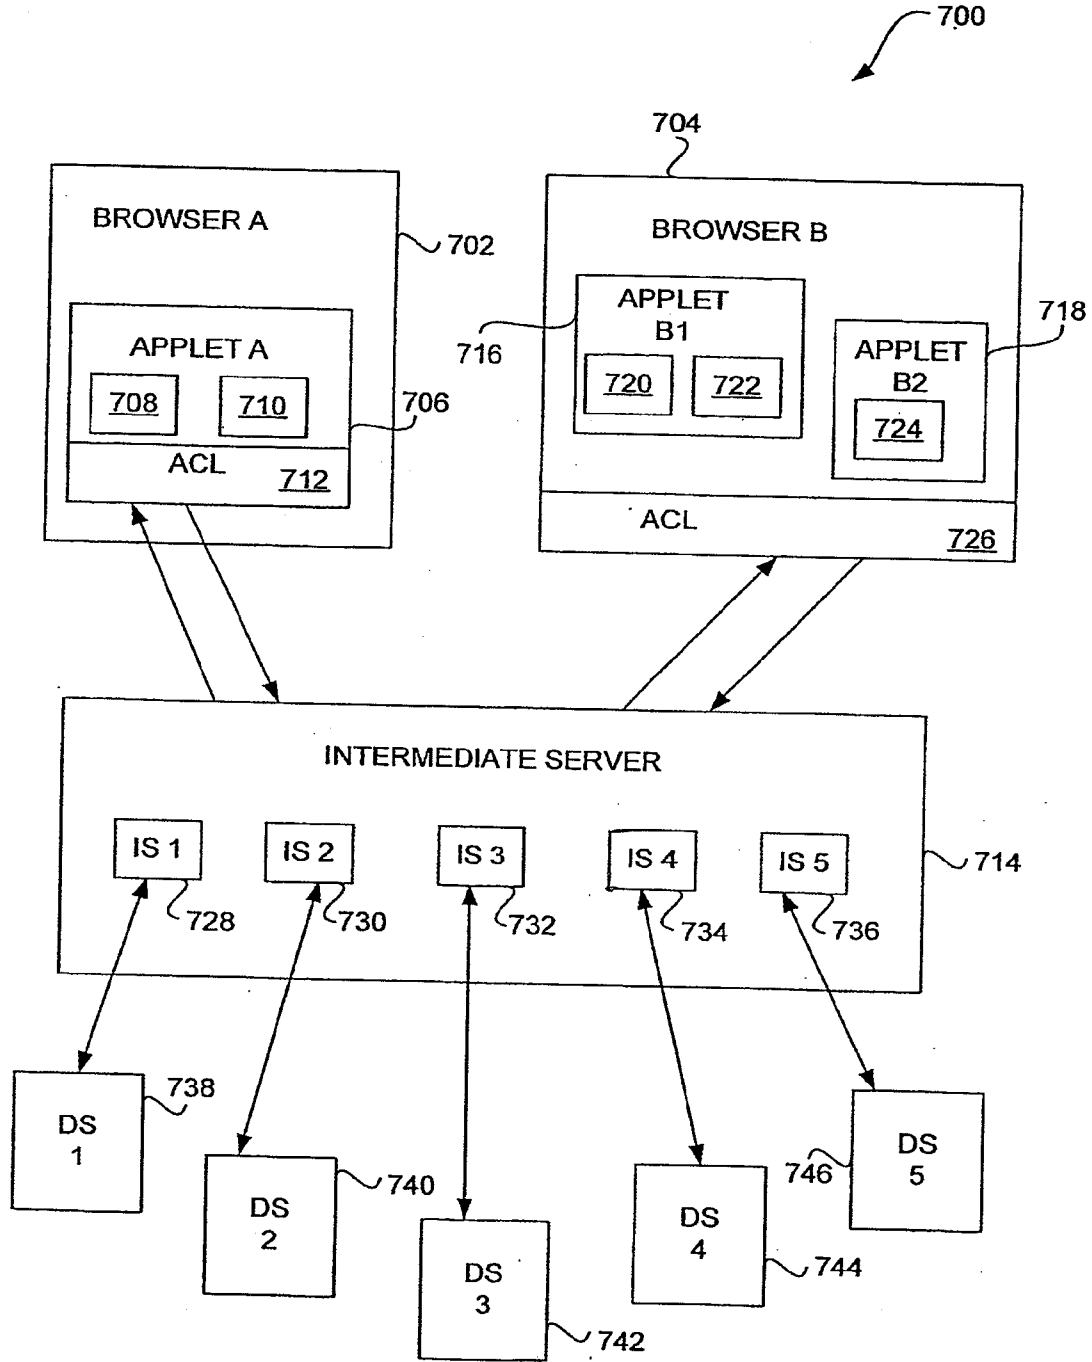 700
704
BROWSER A
702
BROWSER B
APPLET
B1
716
718
APPLET A
APPLET
B2
708
710
706
720
722
724
ACL
712
ACL
726
INTERMEDIATE SERVER
IS 1
IS 2
IS 3
IS 4
IS 5
714
728
730
732
734
736
738
DS
1
740
DS
2
742
DS
3
744
DS
4
746
DS
5